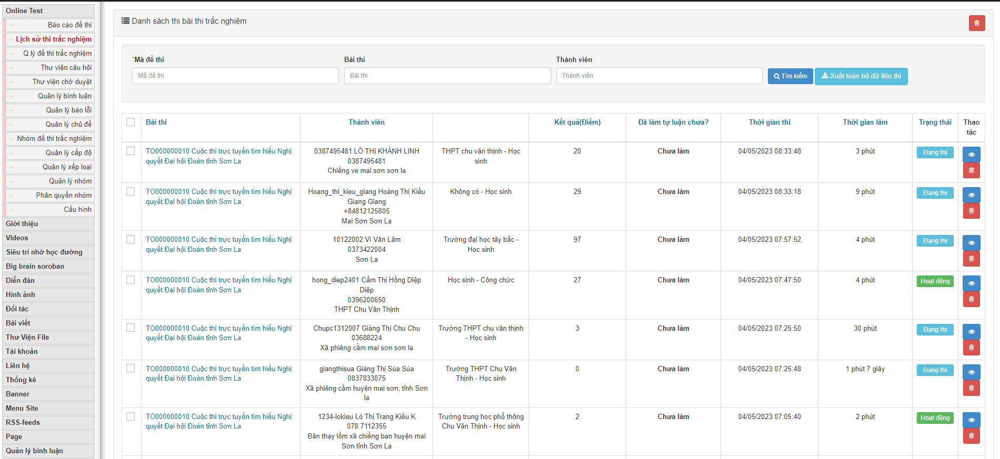 Online Test
Báo cáo đề thi
Lịch sử thi trắc nghiệm
Q.lý đề thi trắc nghiệm
Thư viện câu hỏi
Thư viện chờ duyệt
Quản lý bình luận
Quản lý báo lỗi
Quản lý chủ đề
Nhóm đề thi trắc nghiệm
Quản lý cấp độ
Quản lý xếp loại
Quản lý nhóm
Phân quyền nhóm
Cấu hình
Giới thiệu
Videos
Siêu trí nhớ học đường
Big brain soroban
Diễn đàn
Hình ảnh
Đối tác
Bài viết
Thư Viện File
Tài khoản
Liên hệ
Thống kê
Banner
Menu Site
RSS-feeds
Page
Quản lý bình luận
Danh sách thi bài thi trắc nghiệm
`Mã đề thi
Bài thi
Thành viên
Mã đề thi
Bài thi
Thành viên
Tìm kiếm
Xuất toàn bộ dữ liệu thi
Bài thi
Thành viên
Kết quả(Điểm)
Đã làm tự luận chưa?
Thời gian thi
Thời gian làm
Trạng thái
Thao
tác
TO000000010 Cuộc thi trực tuyến tìm hiểu Nghị
quyết Đại hội Đoàn tỉnh Sơn La
0387495481 LÒ THỊ KHÁNH LINH
0387495481
Chiềng ve mai sơn sơn la
THPT chu văn thịnh - Học
sinh
20
Chưa làm
04/05/2023 08:33:48
3 phút
Đang thi
TO000000010 Cuộc thi trực tuyến tìm hiểu Nghị
quyết Đại hội Đoàn tỉnh Sơn La
Hoang_thi_kieu_giang Hoàng Thị Kiều
Giang Giang
+84812125805
Mai Sơn Sơn La
Không có - Học sinh
29
Chưa làm
04/05/2023 08:33:18
9 phút
Đang thi
TO000000010 Cuộc thi trực tuyến tìm hiểu Nghị
quyết Đại hội Đoàn tỉnh Sơn La
10122002 Vì Văn Lâm
0373422004
Sơn La
Trường đại học tây bắc -
Học sinh
97
Chưa làm
04/05/2023 07:57:52
4 phút
Đang thi
TO000000010 Cuộc thi trực tuyến tìm hiểu Nghị
quyết Đại hội Đoàn tỉnh Sơn La
hong_diep2401 Cầm Thị Hồng Diệp
Diệp
0396200650
THPT Chu Văn Thịnh
Học sinh - Công chức
27
Chưa làm
04/05/2023 07:47:50
4 phút
Hoạt động
TO000000010 Cuộc thi trực tuyến tìm hiểu Nghị
quyết Đại hội Đoàn tỉnh Sơn La
Chupc1312007 Giàng Thị Chu Chu
03688224
Xã phiêng cằm mai sơn sơn la
Trường THPT chu văn thịnh
- Học sinh
3
Chưa làm
04/05/2023 07:25:50
30 phút
Đang thi
TO000000010 Cuộc thi trực tuyến tìm hiểu Nghị
quyết Đại hội Đoàn tỉnh Sơn La
giangthisua Giàng Thị Súa Súa
0837833075
Xã phiêng cằm huyện mai sơn, tỉnh Sơn
la
Trường THPT Chu Văn
Thịnh - Học sinh
0
Chưa làm
04/05/2023 07:25:48
1 phút 7 giây
Đang thi
TO000000010 Cuộc thi trực tuyến tìm hiểu Nghị
quyết Đại hội Đoàn tỉnh Sơn La
1234-lokieu Lò Thị Trang Kiều K
078 7112355
Bản thạy lốm xã chiềng ban huyện mai
Sơn tỉnh Sơn La
Trường trung học phổ thông
Chu Văn Thịnh - Học sinh
2
Chưa làm
04/05/2023 07:05:40
2 phút
Hoạt động